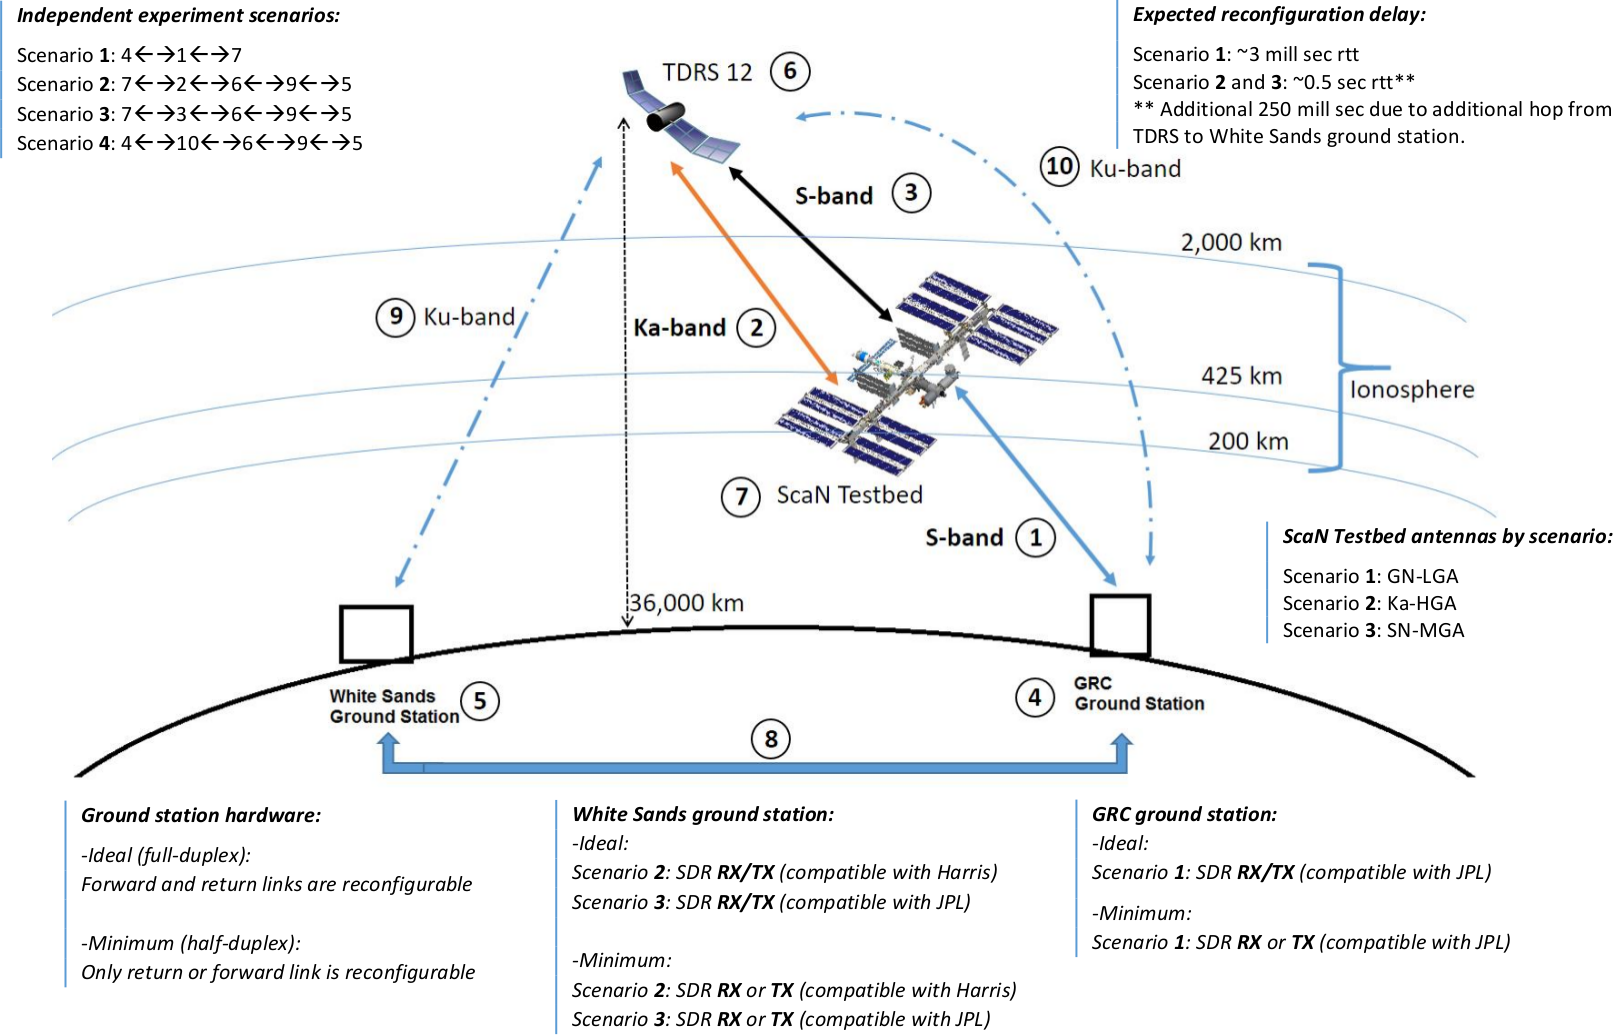 Independent experiment scenarios:
Scenario 1: 4←→1←→7
Scenario 2: 7←→2←→6←→9←→5
Scenario 3: 7←→3←→6←→9←→5
Scenario 4: 4←→10←→6←→9←→5
Expected reconfiguration delay:
Scenario 1: ~3 mill sec rtt
Scenario 2 and 3: ~0.5 sec rtt**
** Additional 250 mill sec due to additional hop from
TDRS to White Sands ground station.
TDRS 12 6
10 Ku-band
S-band 3
2,000 km
9 Ku-band
Ka-band 2
425 km
Ionosphere
200 km
7 ScaN Testbed
S-band 1
ScaN Testbed antennas by scenario:
Scenario 1: GN-LGA
Scenario 2: Ka-HGA
Scenario 3: SN-MGA
36,000 km
White Sands
Ground Station
5
4
GRC
Ground Station
8
Ground station hardware:
-Ideal (full-duplex):
Forward and return links are reconfigurable
-Minimum (half-duplex):
Only return or forward link is reconfigurable
White Sands ground station:
-Ideal:
Scenario 2: SDR RX/TX (compatible with Harris)
Scenario 3: SDR RX/TX (compatible with JPL)
-Minimum:
Scenario 2: SDR RX or TX (compatible with Harris)
Scenario 3: SDR RX or TX (compatible with JPL)
GRC ground station:
-Ideal:
Scenario 1: SDR RX/TX (compatible with JPL)
-Minimum:
Scenario 1: SDR RX or TX (compatible with JPL)